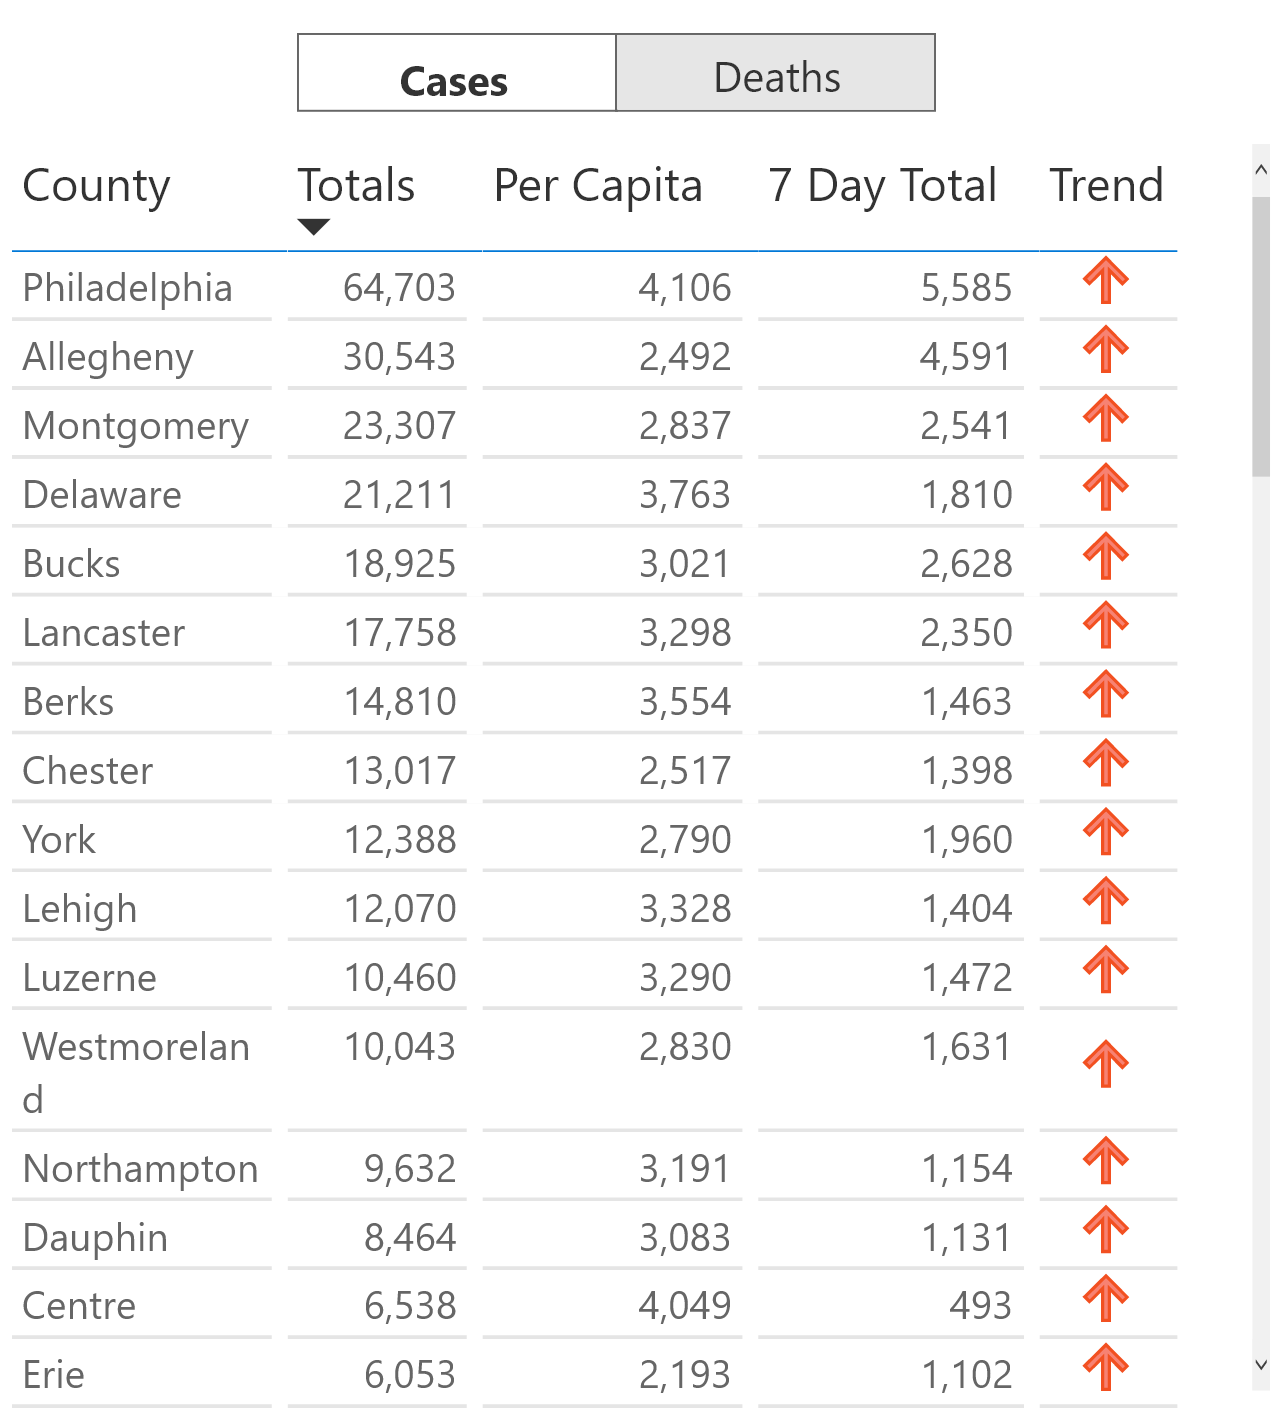 Cases Deaths
County Totals Per Capita 7 Day Total Trend
Philadelphia 64,703 4,106 5,585
Allegheny 30,543 2,492 4,591
Montgomery 23,307 2,837 2,541
Delaware 21,211 3,763 1,810
Bucks 18,925 3,021 2,628
Lancaster 17,758 3,298 2,350
Berks 14,810 3,554 1,463
Chester 13,017 2,517 1,398
York 12,388 2,790 1,960
Lehigh 12,070 3,328 1,404
Luzerne 10,460 3,290 1,472
Westmorelan 10,043 2,830 1,631
d
Northampton 9,632 3,191 1,154
Dauphin 8,464 3,083 1,131
Centre 6,538 4,049 493
Erie 6,053 2,193 1,102